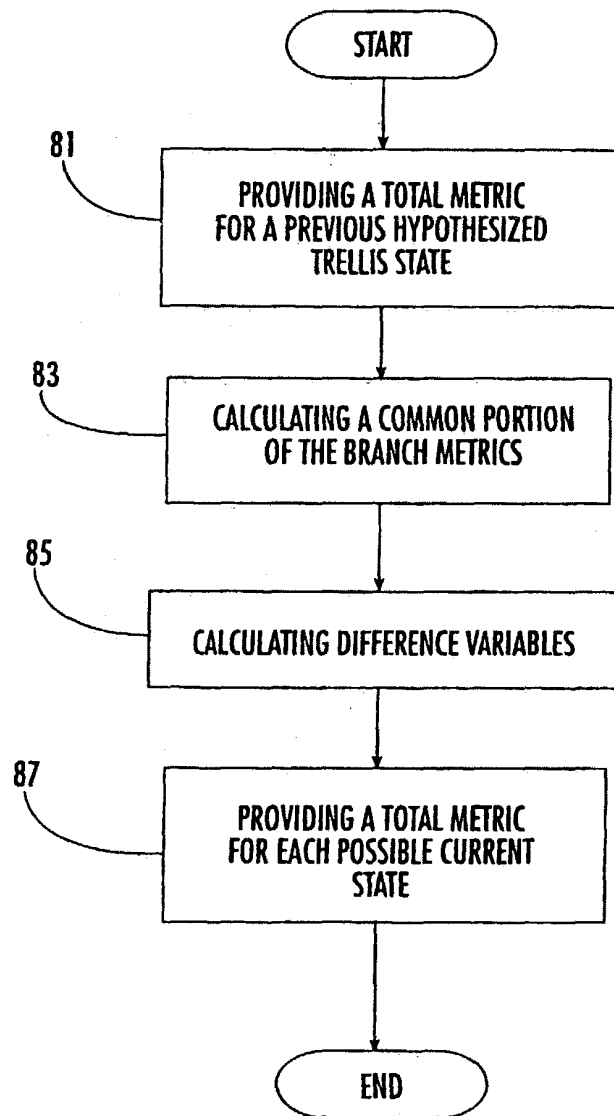 START
81
PROVIDING A TOTAL METRIC
FOR A PREVIOUS HYPOTHESIZED
TRELLIS STATE
83
CALCULATING A COMMON PORTION
OF THE BRANCH METRICS
85
CALCULATING DIFFERENCE VARIABLES
87
PROVIDING A TOTAL METRIC
FOR EACH POSSIBLE CURRENT
STATE
END